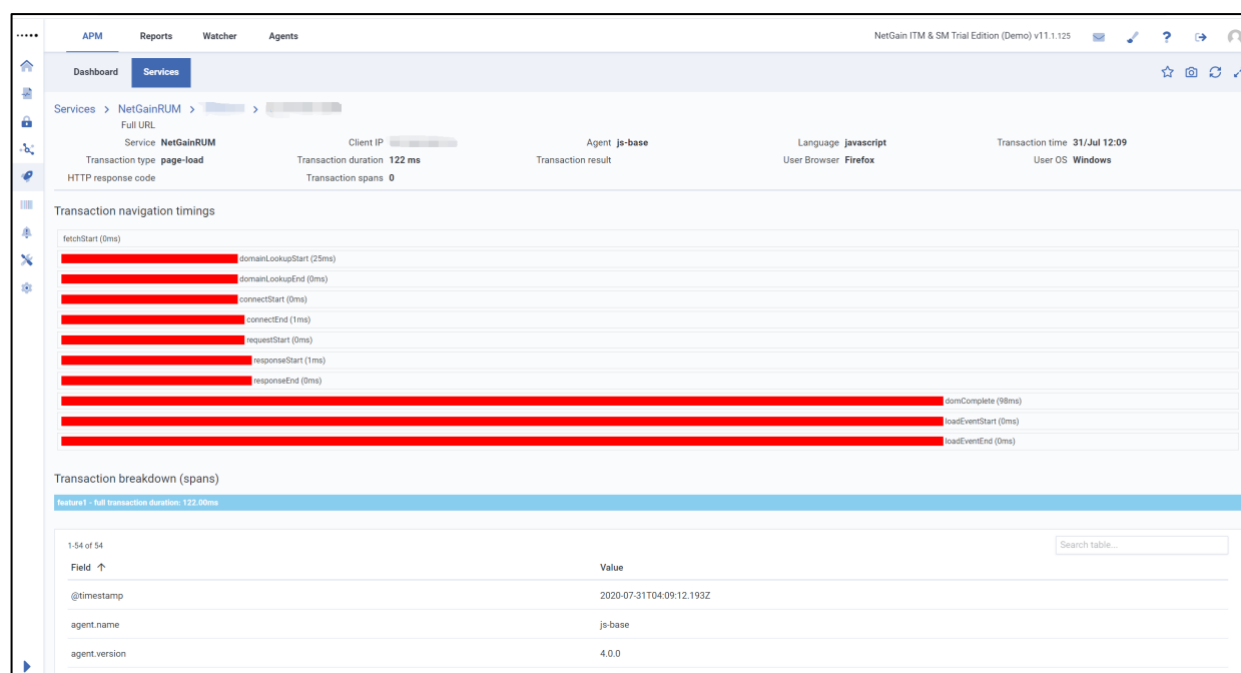 APM Reports Watcher Agents NetGain ITM & SM Trial Edition (Demo) v11.1.125
Dashboard Services
Services > NetGainRUM > >
Full URL
Service NetGainRUM Client IP Agent js-base Language javascript Transaction time 31/Jul 12:09
Transaction type page-load Transaction duration 122 ms Transaction result User Browser Firefox User OS Windows
HTTP response code Transaction spans 0
Transaction navigation timings
fetchStart (0ms)
domainLookupStart (25ms)
domainLookupEnd (0ms)
connectStart (0ms)
connectEnd (1ms)
requestStart (0ms)
responseStart (1ms)
responseEnd (0ms)
domComplete (98ms)
loadEventStart (0ms)
loadEventEnd (0ms)
Transaction breakdown (spans)
feature1 - full transaction duration: 122.00ms
1-54 of 54 Search table...
Field ↑ Value
@timestamp 2020-07-31T04:09:12.193Z
agent.name js-base
agent.version 4.0.0